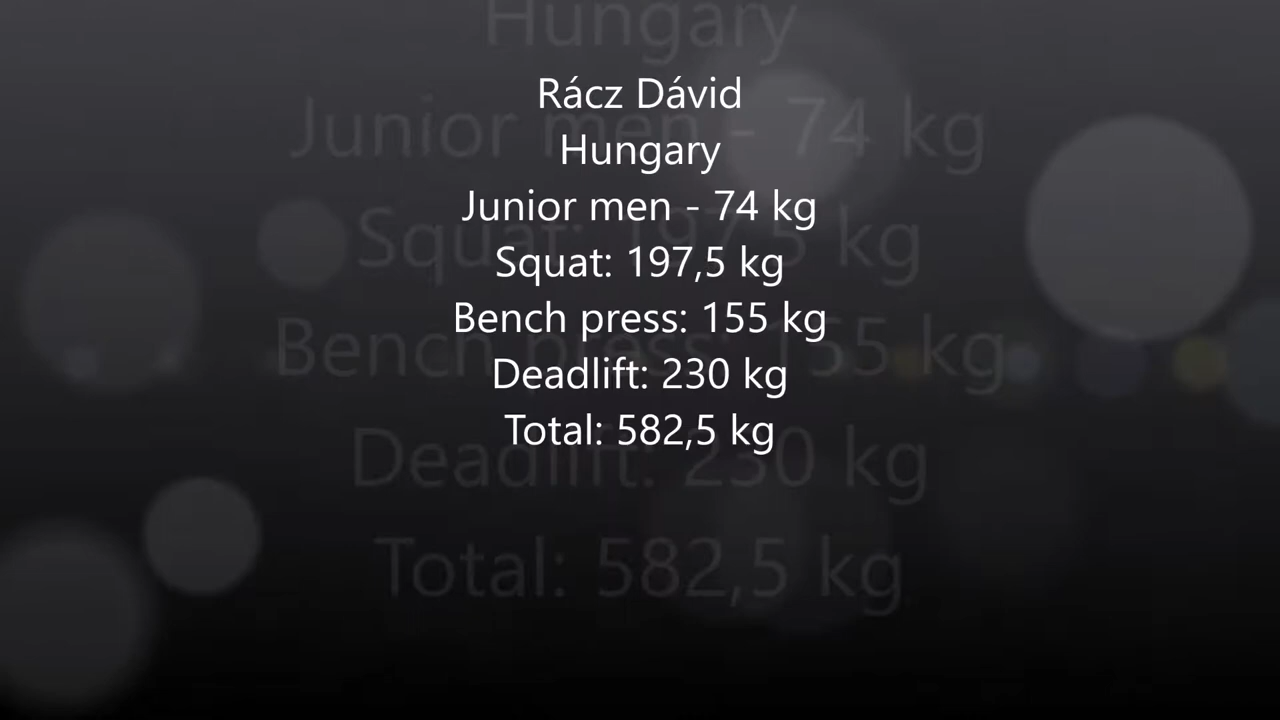 Rácz Dávid
Hungary
Junior men - 74 kg
Squat: 197,5 kg
Bench press: 155 kg
Deadlift: 230 kg
Total: 582,5 kg